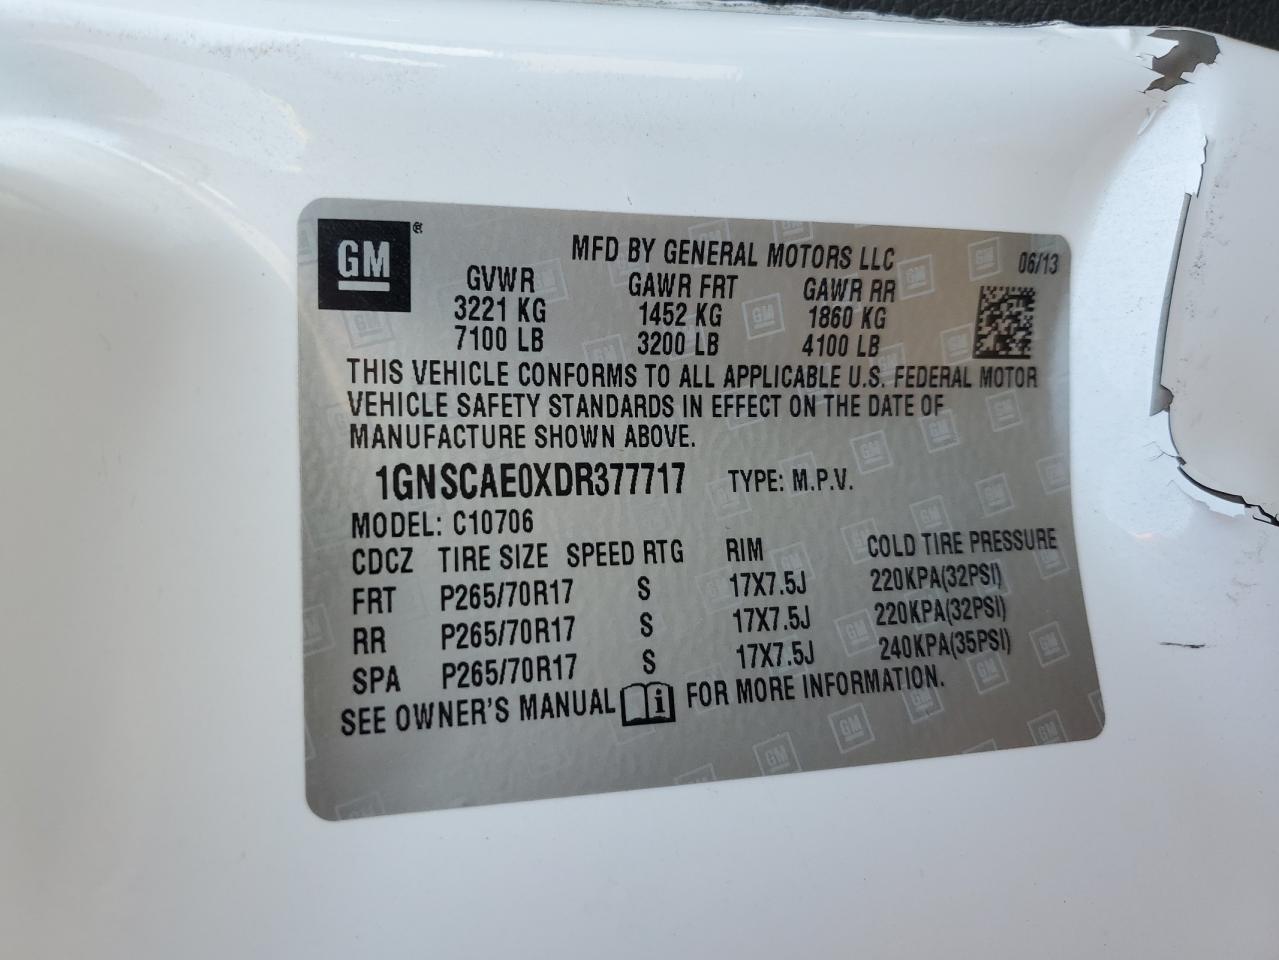 GM®
MFD BY GENERAL MOTORS LLC 06/13
GVWR GAWR FRT GAWR RR
3221 KG 1452 KG 1860 KG
7100 LB 3200 LB 4100 LB
THIS VEHICLE CONFORMS TO ALL APPLICABLE U.S. FEDERAL MOTOR
VEHICLE SAFETY STANDARDS IN EFFECT ON THE DATE OF
MANUFACTURE SHOWN ABOVE.
1GNSCAE0XDR377717 TYPE: M.P.V.
MODEL: C10706
CDCZ TIRE SIZE SPEED RTG RIM COLD TIRE PRESSURE
FRT P265/70R17 S 17X7.5J 220KPA(32PSI)
RR P265/70R17 S 17X7.5J 220KPA(32PSI)
SPA P265/70R17 S 17X7.5J 240KPA(35PSI)
SEE OWNER'S MANUAL i FOR MORE INFORMATION.